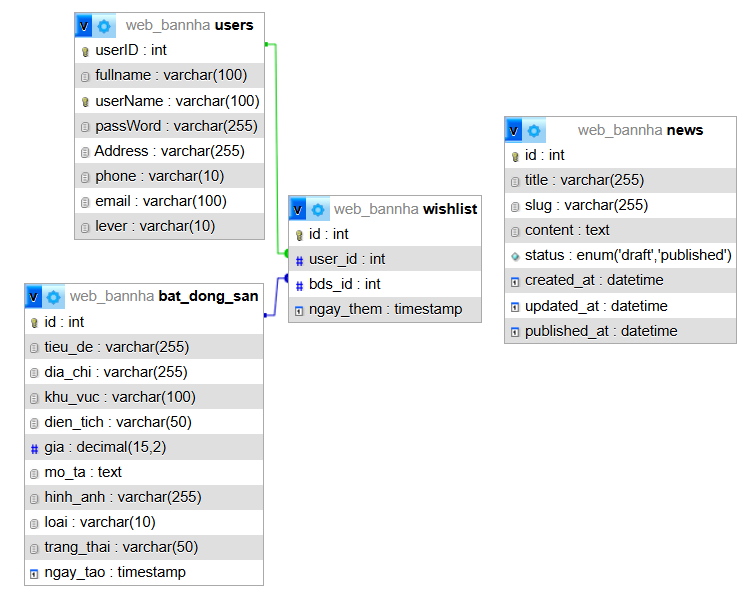 web_bannha users
userID : int
fullname : varchar(100)
userName : varchar(100)
passWord : varchar(255)
Address : varchar(255)
phone : varchar(10)
email : varchar(100)
lever : varchar(10)
web_bannha bat_dong_san
id : int
tieu_de : varchar(255)
dia_chi : varchar(255)
khu_vuc : varchar(100)
dien_tich : varchar(50)
gia : decimal(15,2)
mo_ta : text
hinh_anh : varchar(255)
loai : varchar(10)
trang_thai : varchar(50)
ngay_tao : timestamp
web_bannha wishlist
id : int
user_id : int
bds_id : int
ngay_them : timestamp
web_bannha news
id : int
title : varchar(255)
slug : varchar(255)
content : text
status : enum('draft','published')
created_at : datetime
updated_at : datetime
published_at : datetime